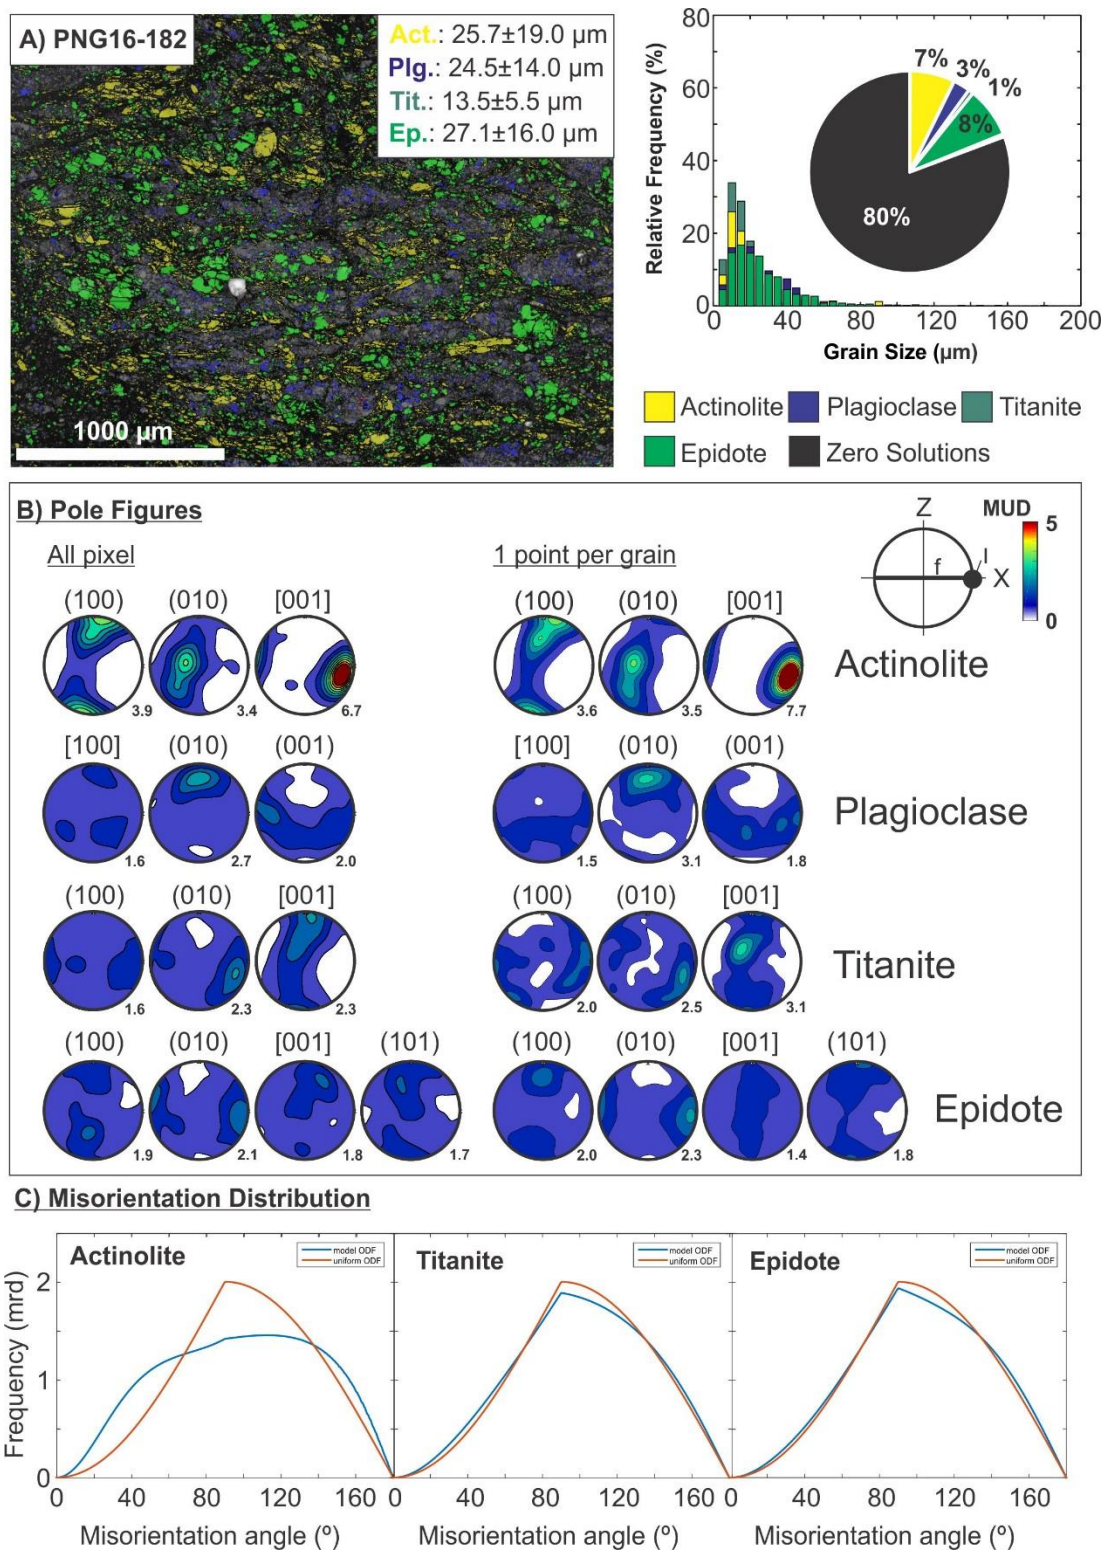 A) PNG16-182
Act.: 25.7±19.0 µm
Plg.: 24.5±14.0 µm
Tit.: 13.5±5.5 µm
Ep.: 27.1±16.0 µm
1000 µm
Relative Frequency (%)
80
60
40
20
0
7%
3%
1%
8%
80%
0 40 80 120 160 200
Grain Size (µm)
Actinolite Plagioclase Titanite
Epidote Zero Solutions
B) Pole Figures
All pixel
1 point per grain
Z
f
l
X
MUD
5
0
(100) (010) [001] (100) (010) [001]
Actinolite
3.9 3.4 6.7 3.6 3.5 7.7
[100] (010) (001) [100] (010) (001)
Plagioclase
1.6 2.7 2.0 1.5 3.1 1.8
(100) (010) [001] (100) (010) [001]
Titanite
1.6 2.3 2.3 2.0 2.5 3.1
(100) (010) [001] (101) (100) (010) [001] (101)
Epidote
1.9 2.1 1.8 1.7 2.0 2.3 1.4 1.8
C) Misorientation Distribution
Frequency (mrd)
2
1
0
Actinolite
model ODF
uniform ODF
Titanite
model ODF
uniform ODF
Epidote
model ODF
uniform ODF
0 40 80 120 160 0 40 80 120 160 0 40 80 120 160
Misorientation angle (º) Misorientation angle (º) Misorientation angle (º)